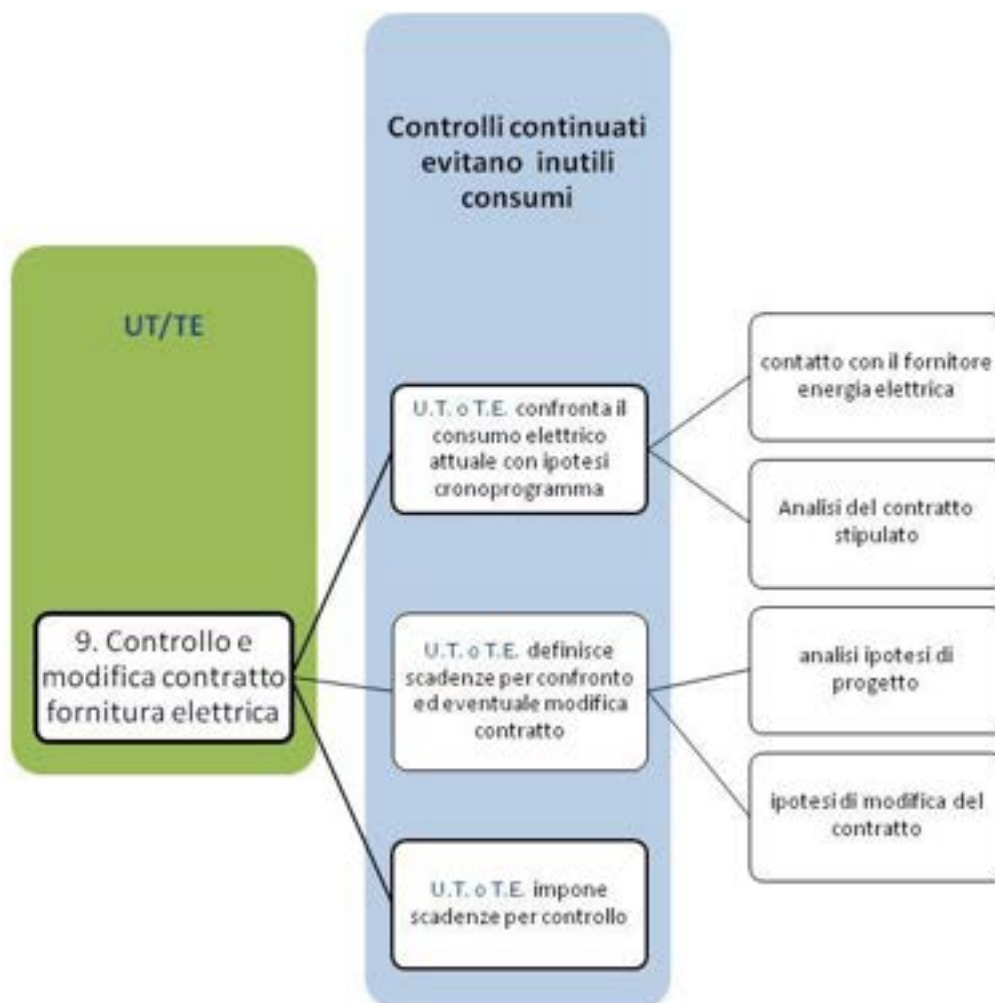 Controlli continuati
evitano inutili
consumi
UT/TE
9. Controllo e
modifica contratto
fornitura elettrica
U.T. o T.E. confronta il
consumo elettrico
attuale con ipotesi
cronoprogramma
contatto con il fornitore
energia elettrica
Analisi del contratto
stipulato
U.T. o T.E. definisce
scadenze per confronto
ed eventuale modifica
contratto
analisi ipotesi di
progetto
ipotesi di modifica del
contratto
U.T. o T.E. impone
scadenze per controllo